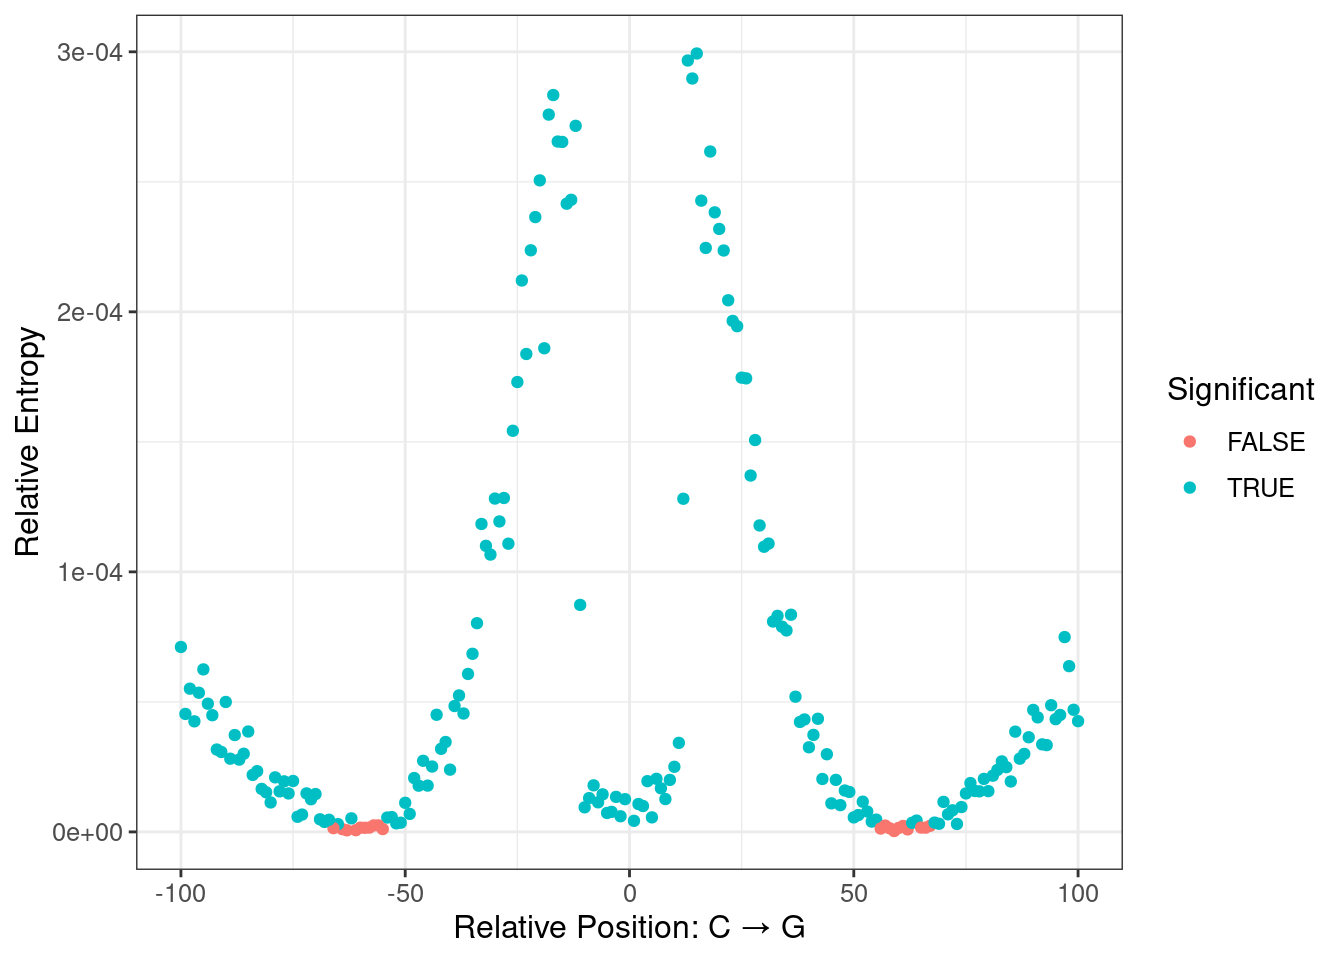 3e-04
2e-04
1e-04
0e+00
Relative Entropy
-100 -50 0 50 100
Relative Position: C → G
Significant
FALSE
TRUE